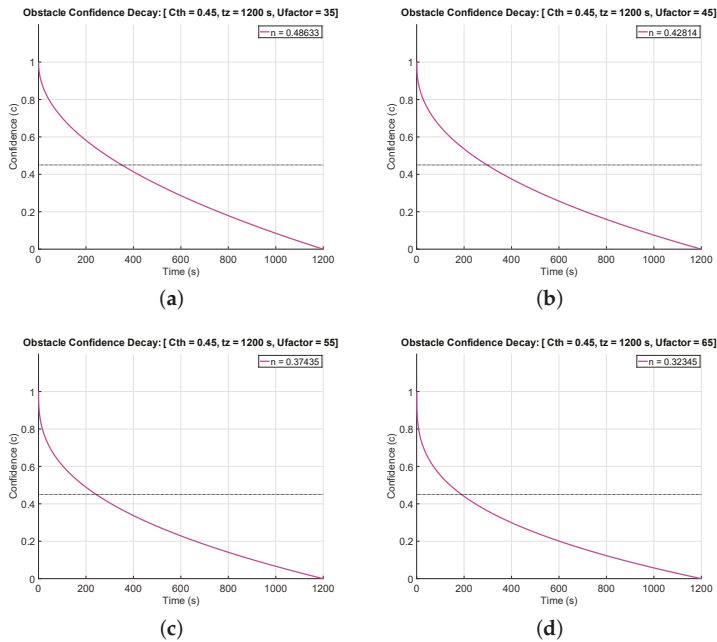 Obstacle Confidence Decay: [ Cth = 0.45, tz = 1200 s, Ufactor = 35]
n = 0.48633
1
0.8
0.6
0.4
0.2
0
Confidence (c)
0 200 400 600 800 1000 1200
Time (s)
(a)
Obstacle Confidence Decay: [ Cth = 0.45, tz = 1200 s, Ufactor = 45]
n = 0.42814
1
0.8
0.6
0.4
0.2
0
Confidence (c)
0 200 400 600 800 1000 1200
Time (s)
(b)
Obstacle Confidence Decay: [ Cth = 0.45, tz = 1200 s, Ufactor = 55]
n = 0.37435
1
0.8
0.6
0.4
0.2
0
Confidence (c)
0 200 400 600 800 1000 1200
Time (s)
(c)
Obstacle Confidence Decay: [ Cth = 0.45, tz = 1200 s, Ufactor = 65]
n = 0.32345
1
0.8
0.6
0.4
0.2
0
Confidence (c)
0 200 400 600 800 1000 1200
Time (s)
(d)